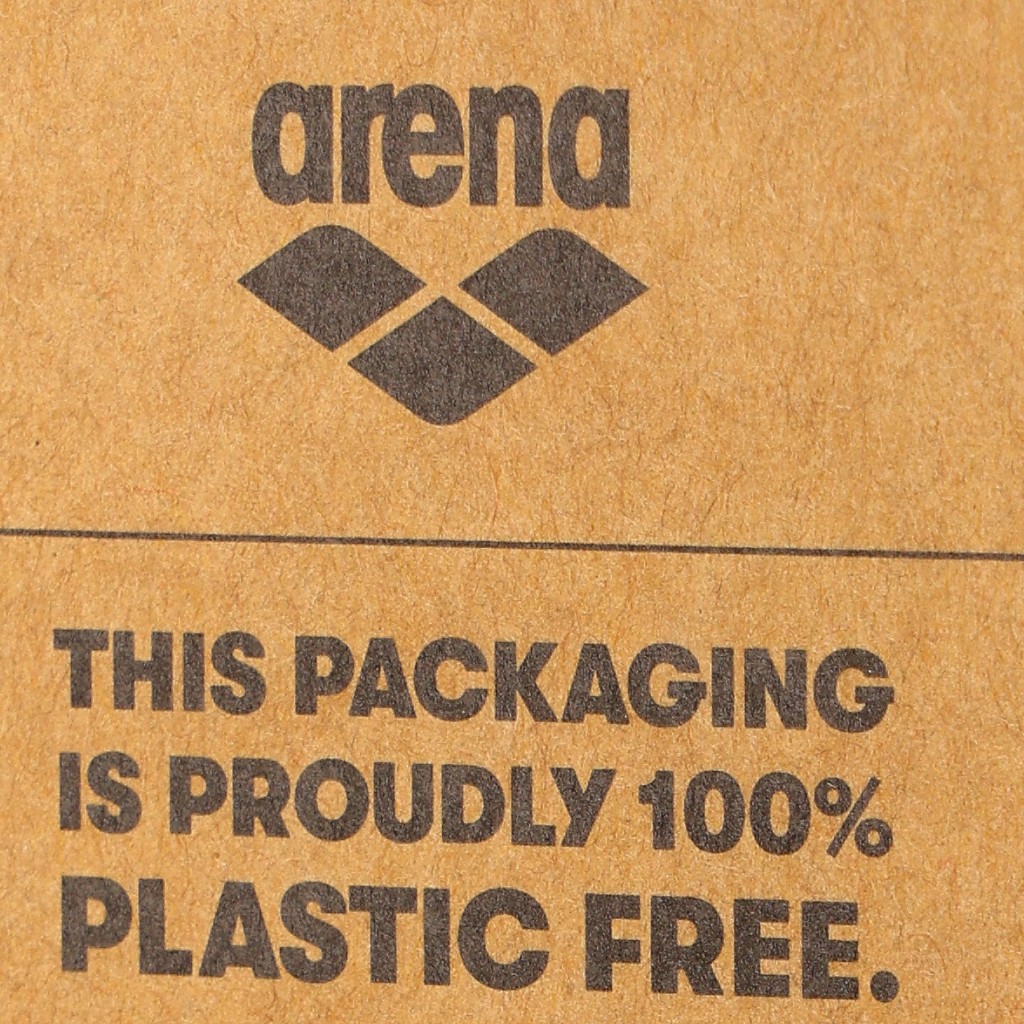 arena
THIS PACKAGING
IS PROUDLY 100%
PLASTIC FREE.